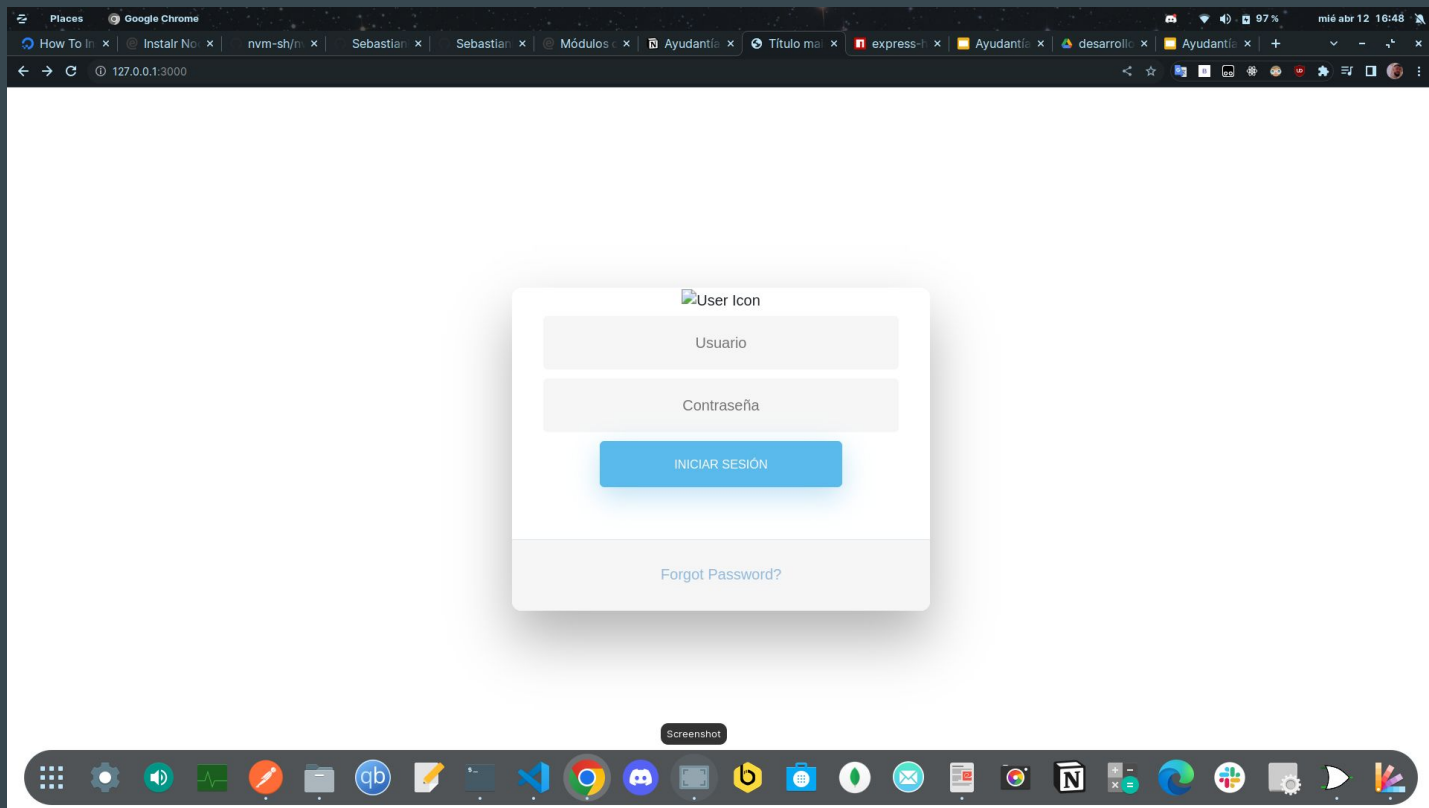 Places Google Chrome 97 % mié abr 12 16:48
How To In Instalr No nvm-sh/n Sebastian Sebastian Módulos Ayudantía Título mai express-h Ayudantía desarrollo Ayudantía
127.0.0.1:3000
User Icon
Usuario
Contraseña
INICIAR SESIÓN
Forgot Password?
Screenshot
qb